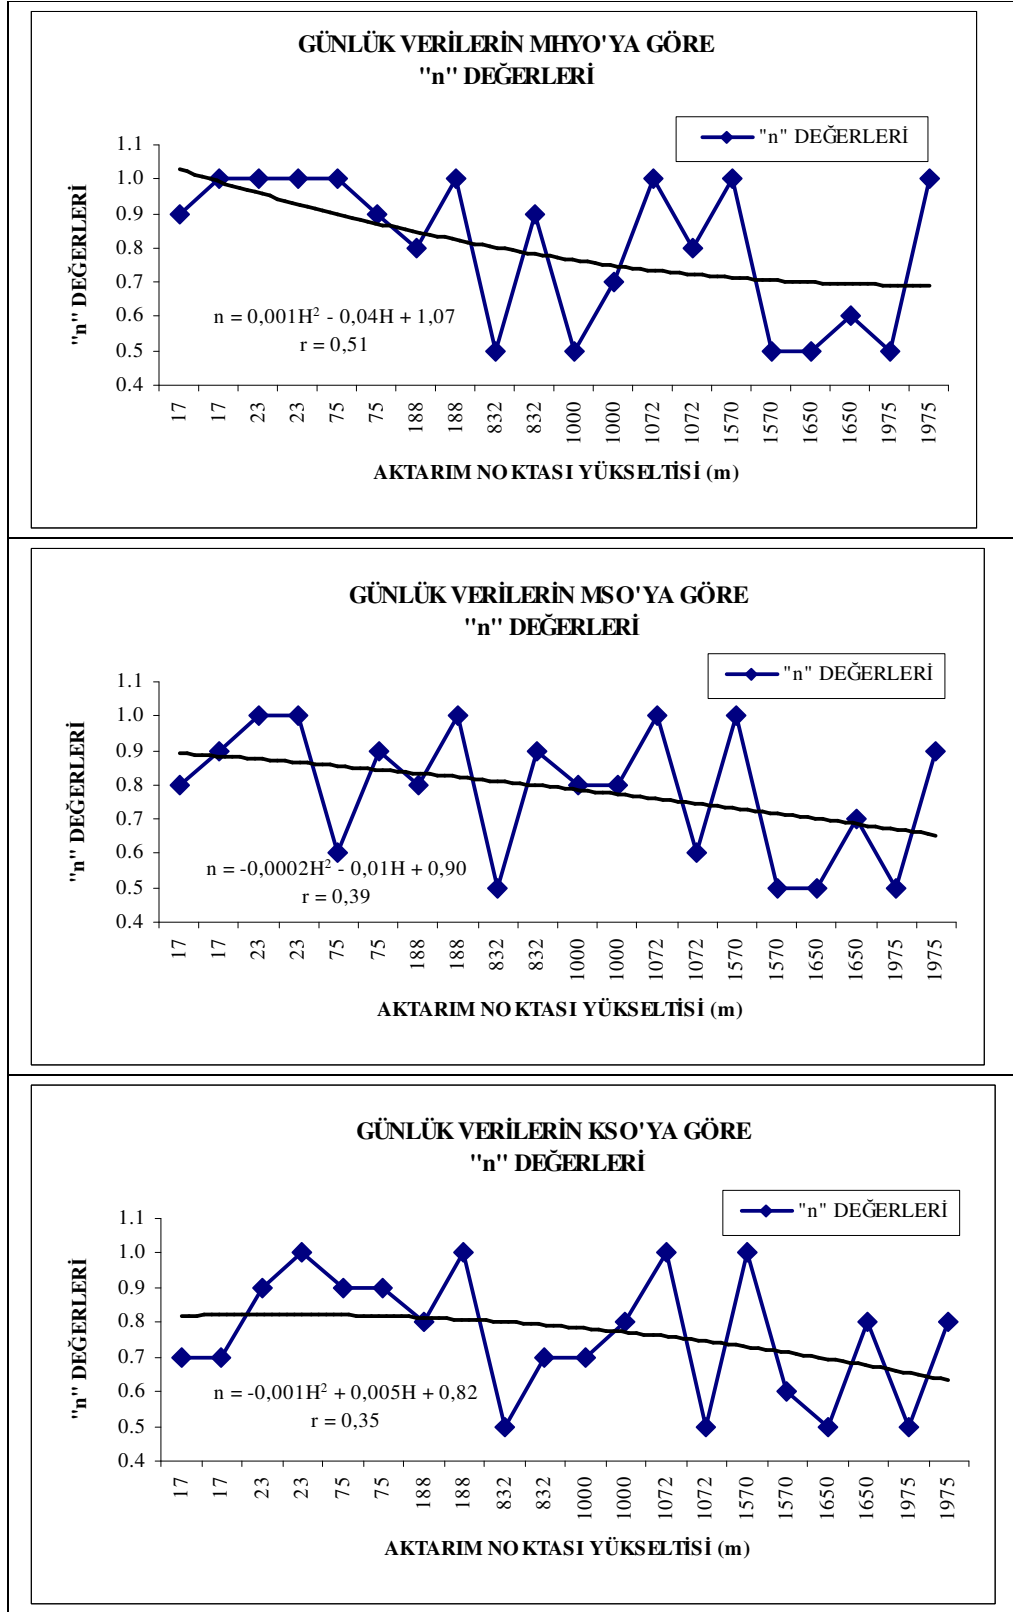 GÜNLÜK VERİLERİN MHYO'YA GÖRE
"n" DEĞERLERİ
"n" DEĞERLERİ
1.1
1.0
0.9
0.8
0.7
0.6
0.5
0.4
"n" DEĞERLERİ
n = 0,001H² - 0,04H + 1,07
r = 0,51
17 17 23 23 75 75 188 188 832 832 1000 1000 1072 1072 1570 1570 1650 1650 1975 1975
AKTARIM NOKTASI YÜKSELTİSİ (m)
GÜNLÜK VERİLERİN MSO'YA GÖRE
"n" DEĞERLERİ
"n" DEĞERLERİ
1.1
1.0
0.9
0.8
0.7
0.6
0.5
0.4
"n" DEĞERLERİ
n = -0,0002H² - 0,01H + 0,90
r = 0,39
17 17 23 23 75 75 188 188 832 832 1000 1000 1072 1072 1570 1570 1650 1650 1975 1975
AKTARIM NOKTASI YÜKSELTİSİ (m)
GÜNLÜK VERİLERİN KSO'YA GÖRE
"n" DEĞERLERİ
"n" DEĞERLERİ
1.1
1.0
0.9
0.8
0.7
0.6
0.5
0.4
"n" DEĞERLERİ
n = -0,001H² + 0,005H + 0,82
r = 0,35
17 17 23 23 75 75 188 188 832 832 1000 1000 1072 1072 1570 1570 1650 1650 1975 1975
AKTARIM NOKTASI YÜKSELTİSİ (m)